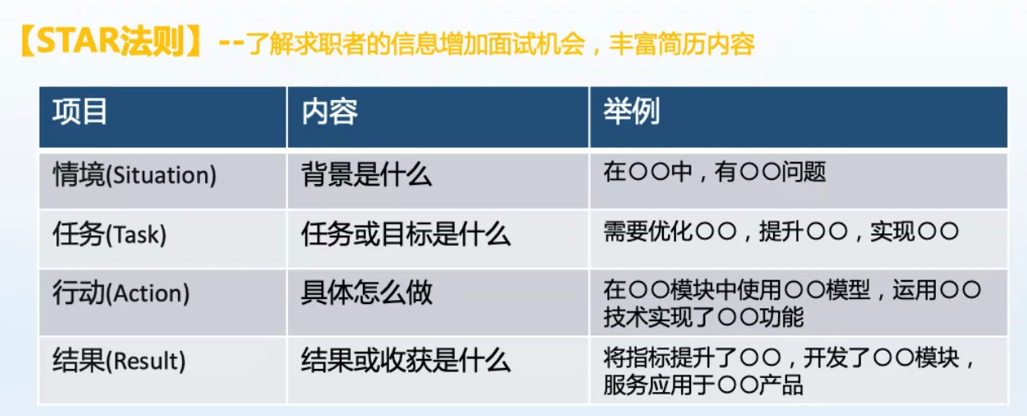 【STAR法则】--了解求职者的信息增加面试机会，丰富简历内容
项目 内容 举例
情境(Situation) 背景是什么 在〇〇中，有〇〇问题
任务(Task) 任务或目标是什么 需要优化〇〇，提升〇〇，实现〇〇
行动(Action) 具体怎么做 在〇〇模块中使用〇〇模型，运用〇〇
技术实现了〇〇功能
结果(Result) 结果或收获是什么 将指标提升了〇〇，开发了〇〇模块，
服务应用于〇〇产品